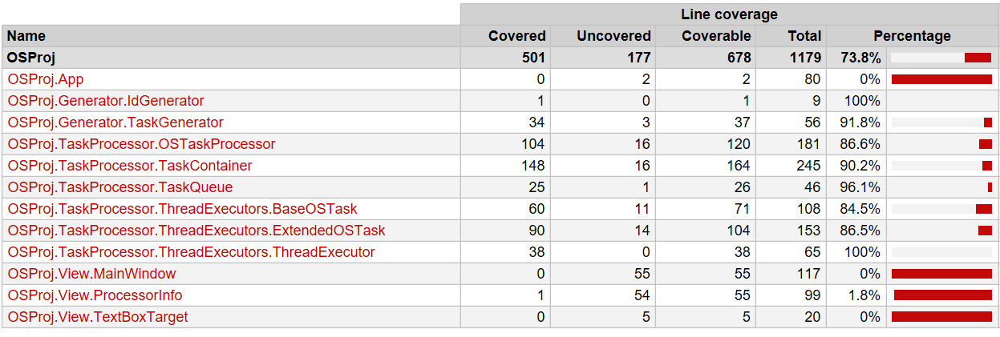 Line coverage
Name Covered Uncovered Coverable Total Percentage
OSProj 501 177 678 1179 73.8%
OSProj.App 0 2 2 80 0%
OSProj.Generator.IdGenerator 1 0 1 9 100%
OSProj.Generator.TaskGenerator 34 3 37 56 91.8%
OSProj.TaskProcessor.OSTaskProcessor 104 16 120 181 86.6%
OSProj.TaskProcessor.TaskContainer 148 16 164 245 90.2%
OSProj.TaskProcessor.TaskQueue 25 1 26 46 96.1%
OSProj.TaskProcessor.ThreadExecutors.BaseOSTask 60 11 71 108 84.5%
OSProj.TaskProcessor.ThreadExecutors.ExtendedOSTask 90 14 104 153 86.5%
OSProj.TaskProcessor.ThreadExecutors.ThreadExecutor 38 0 38 65 100%
OSProj.View.MainWindow 0 55 55 117 0%
OSProj.View.ProcessorInfo 1 54 55 99 1.8%
OSProj.View.TextBoxTarget 0 5 5 20 0%